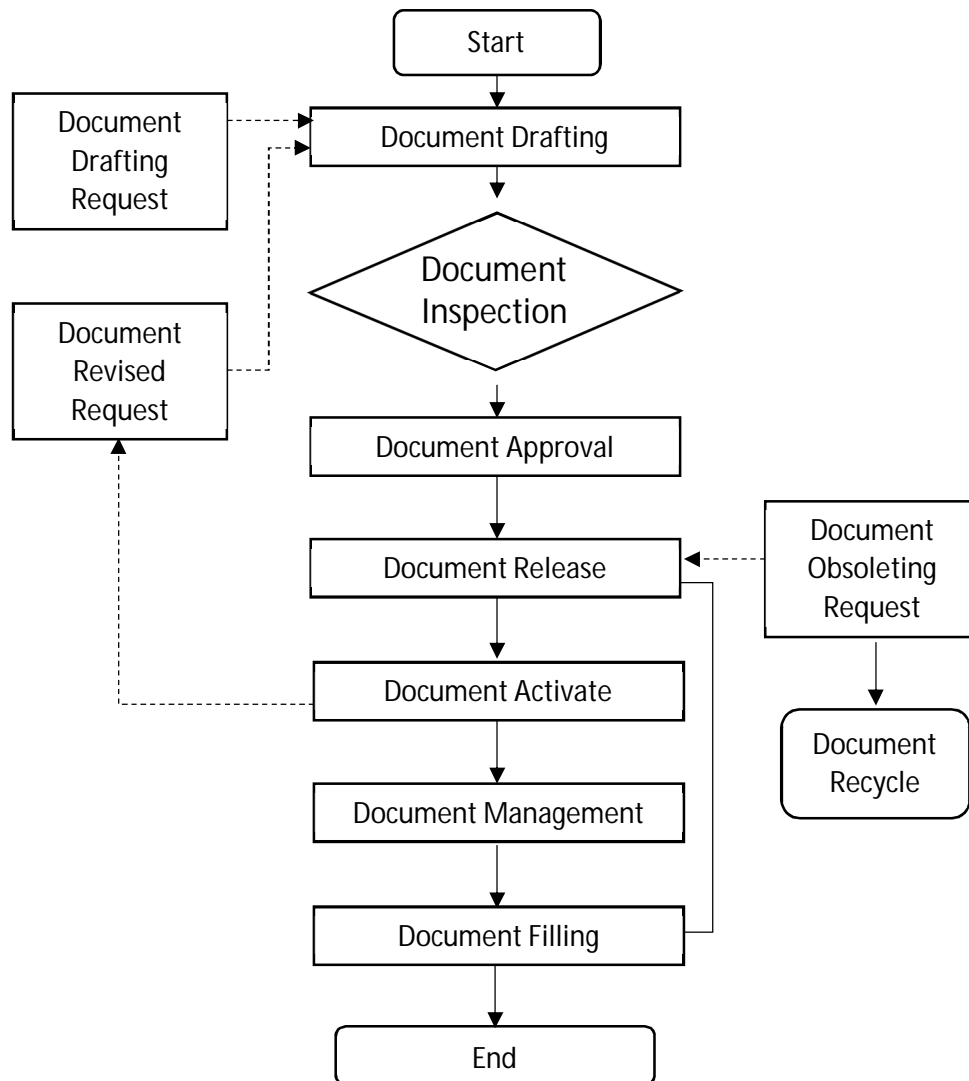 Start
Document
Drafting
Request
Document Drafting
Document
Inspection
Document
Revised
Request
Document Approval
Document Release
Document
Obsoleting
Request
Document Activate
Document
Recycle
Document Management
Document Filling
End